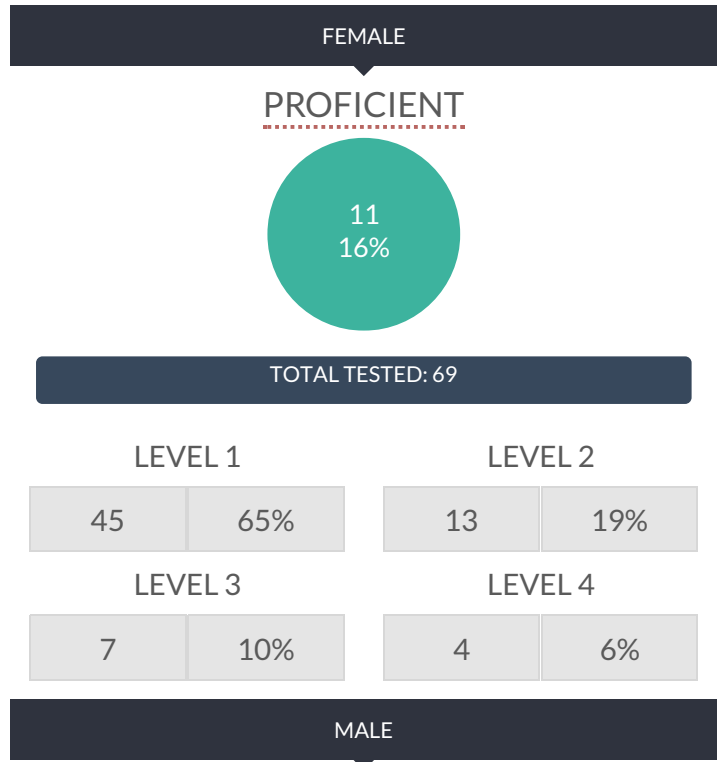 FEMALE
PROFICIENT
11
16%
TOTAL TESTED: 69
LEVEL 1 LEVEL 2
45 65% 13 19%
LEVEL 3 LEVEL 4
7 10% 4 6%
MALE